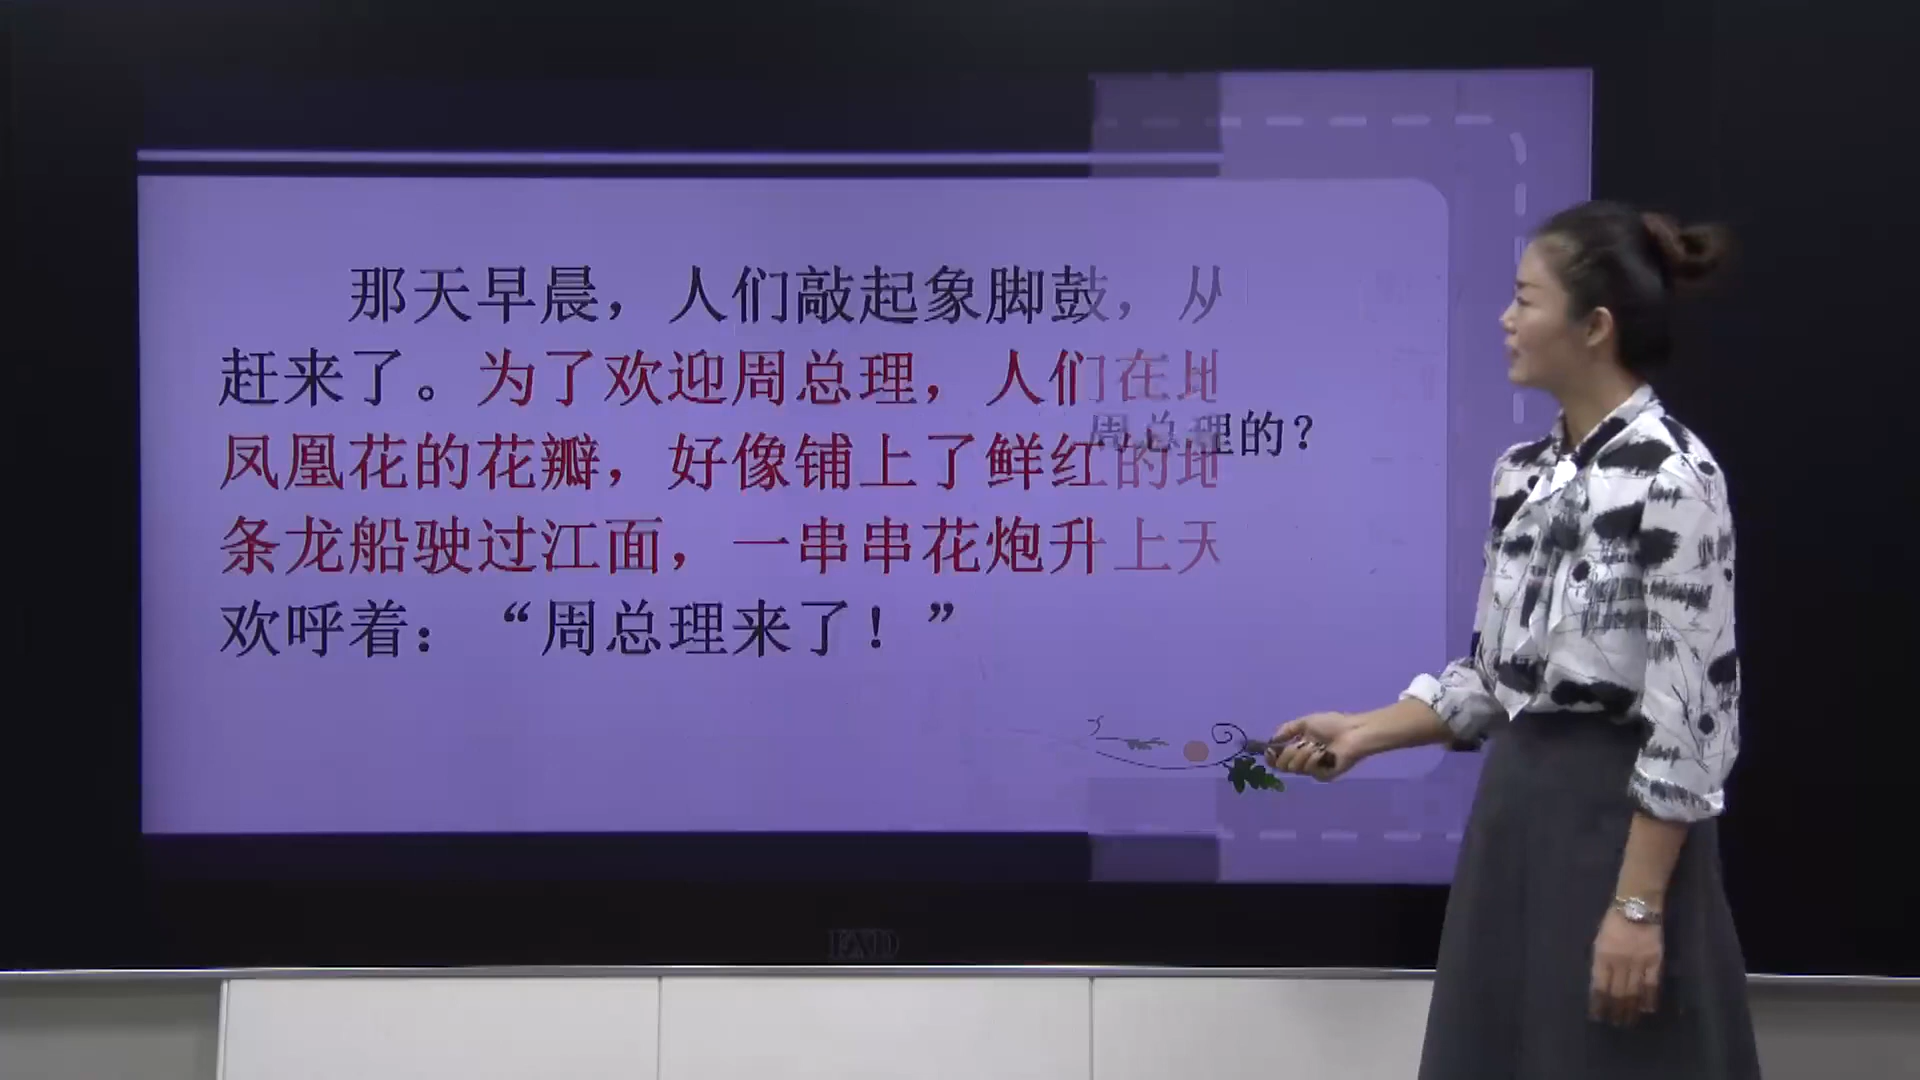 那天早晨，人们敲起象脚鼓，从
赶来了。为了欢迎周总理，人们在地
周总理的？
凤凰花的花瓣，好像铺上了鲜红的地
条龙船驶过江面，一串串花炮升上天
欢呼着：“周总理来了！”